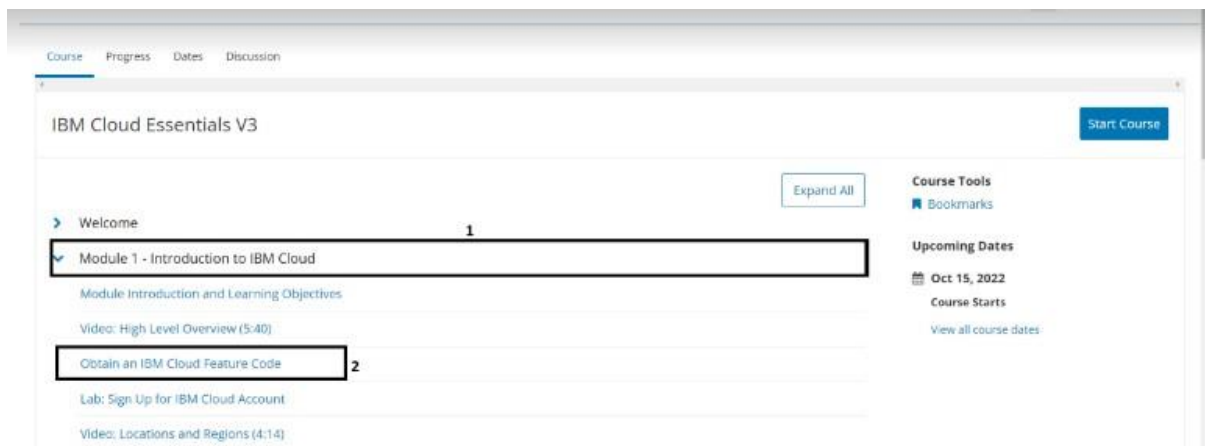 Course Progress Dates Discussion
IBM Cloud Essentials V3
Start Course
Expand All
Welcome
1
Module 1 - Introduction to IBM Cloud
Module Introduction and Learning Objectives
Video: High Level Overview (5:40)
Obtain an IBM Cloud Feature Code
2
Lab: Sign Up for IBM Cloud Account
Video: Locations and Regions (4:14)
Course Tools
Bookmarks
Upcoming Dates
Oct 15, 2022
Course Starts
View all course dates